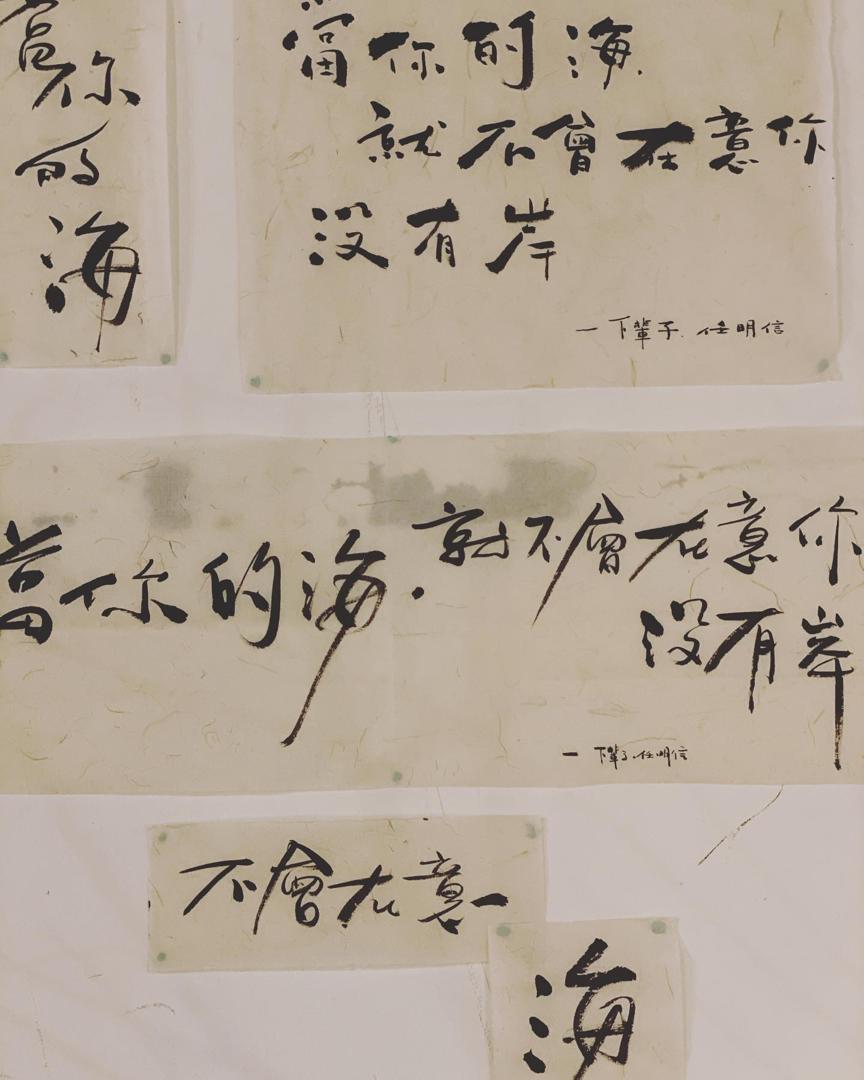 當你
的
海
當你的海.
就不會在意你
沒有岸
—下輩子.任明信
當你的海.
就不會在意你
沒有岸
—下輩子.任明信
不會在意一
海